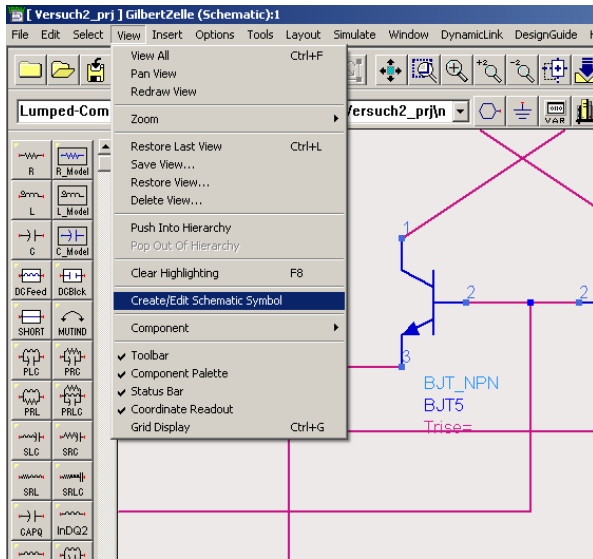 [ Versuch2_prj ] GilbertZelle (Schematic):1
File Edit Select View Insert Options Tools Layout Simulate Window DynamicLink DesignGuide
View All Ctrl+F
Pan View
Redraw View
Zoom
Restore Last View Ctrl+L
Save View...
Restore View...
Delete View...
Push Into Hierarchy
Pop Out Of Hierarchy
Clear Highlighting F8
Create/Edit Schematic Symbol
Component
Toolbar
Component Palette
Status Bar
Coordinate Readout
Grid Display Ctrl+G
Lumped-Com
/ersuch2_prj\n
VAR
R R_Model
L L_Model
C C_Model
DCFeed DCBlck
SHORT MUTIND
PLC PRC
PRL PRLC
SLC SRC
SRL SRLC
CAPQ InDQ2
1
2
2
3
BJT_NPN
BJT5
Trise=